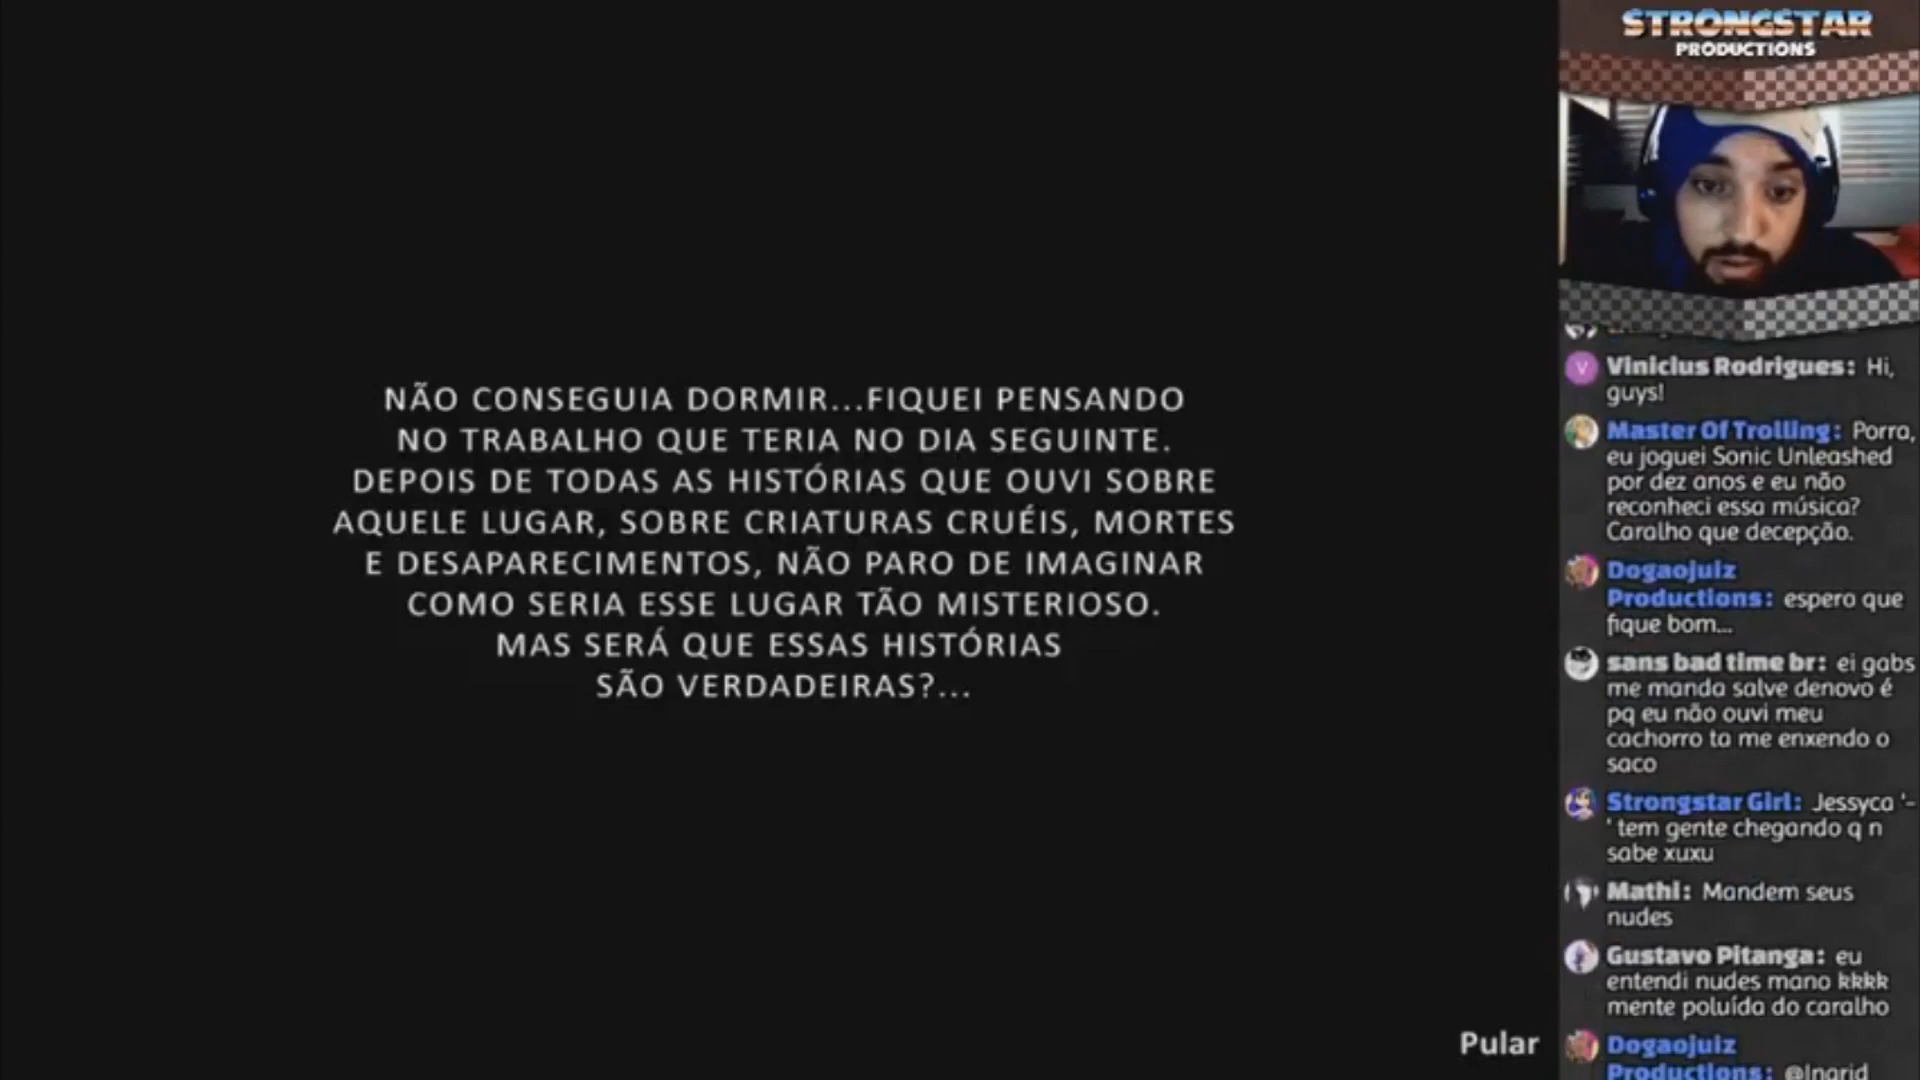 NÃO CONSEGUIA DORMIR...FIQUEI PENSANDO
NO TRABALHO QUE TERIA NO DIA SEGUINTE.
DEPOIS DE TODAS AS HISTÓRIAS QUE OUVI SOBRE
AQUELE LUGAR, SOBRE CRIATURAS CRUÉIS, MORTES
E DESAPARECIMENTOS, NÃO PARO DE IMAGINAR
COMO SERIA ESSE LUGAR TÃO MISTERIOSO.
MAS SERÁ QUE ESSAS HISTÓRIAS
SÃO VERDADEIRAS?...
Pular
STRONGSTAR
PRODUCTIONS
V
Vinicius Rodrigues: Hi,
guys!
Master Of Trolling: Porra,
eu joguei Sonic Unleashed
por dez anos e eu não
reconheci essa música?
Caralho que decepção.
Dogaojuiz
Productions: espero que
fique bom...
sans bad time br: ei gabs
me manda salve denovo é
pq eu não ouvi meu
cachorro ta me enxendo o
saco
Strongstar Girl: Jessyca '-
' tem gente chegando q n
sabe xuxu
Mathi: Mandem seus
nudes
Gustavo Pitanga: eu
entendi nudes mano kkkk
mente poluída do caralho
Dogaojuiz
Productions: @Ingrid